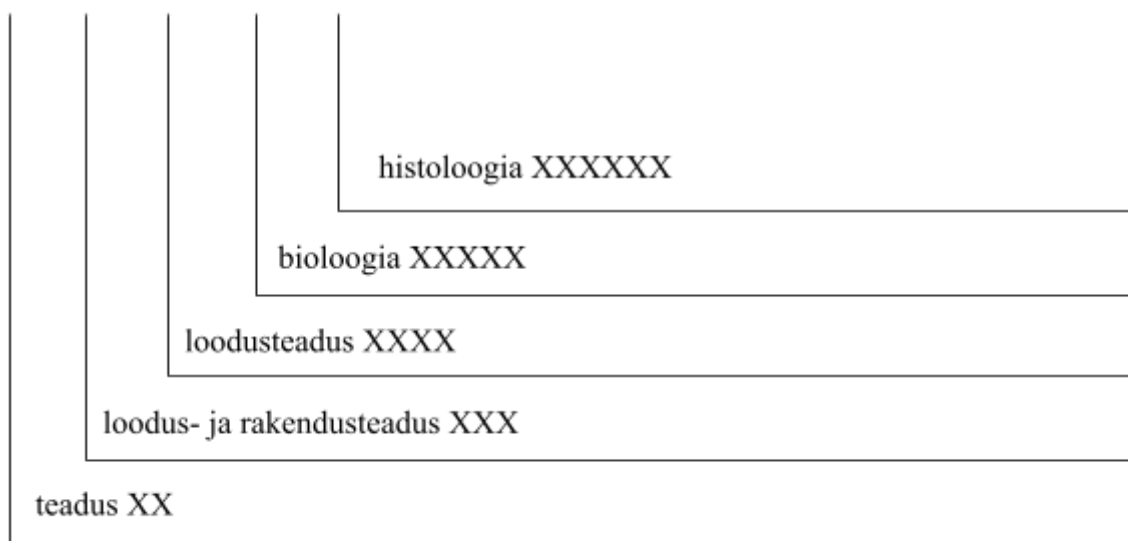 histoloogia XXXXXX
bioloogia XXXXX
loodusteadus XXXX
loodus- ja rakendusteadus XXX
teadus XX